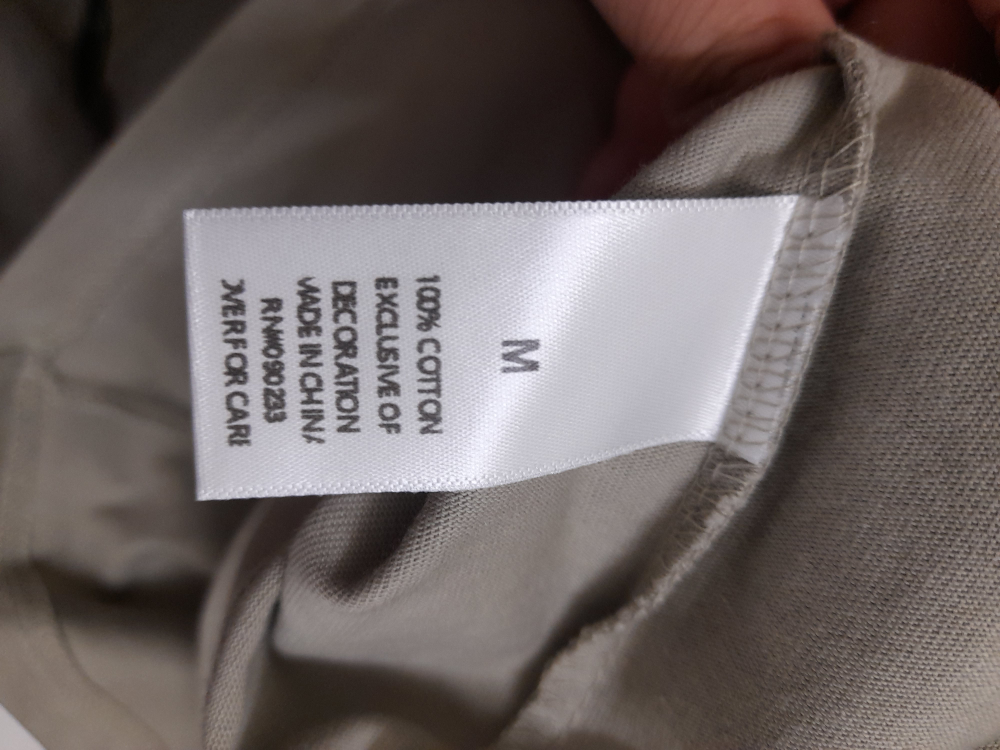 M
100% COTTON
EXCLUSIVE OF
DECORATION
MADE IN CHINA
OVER FOR CARE